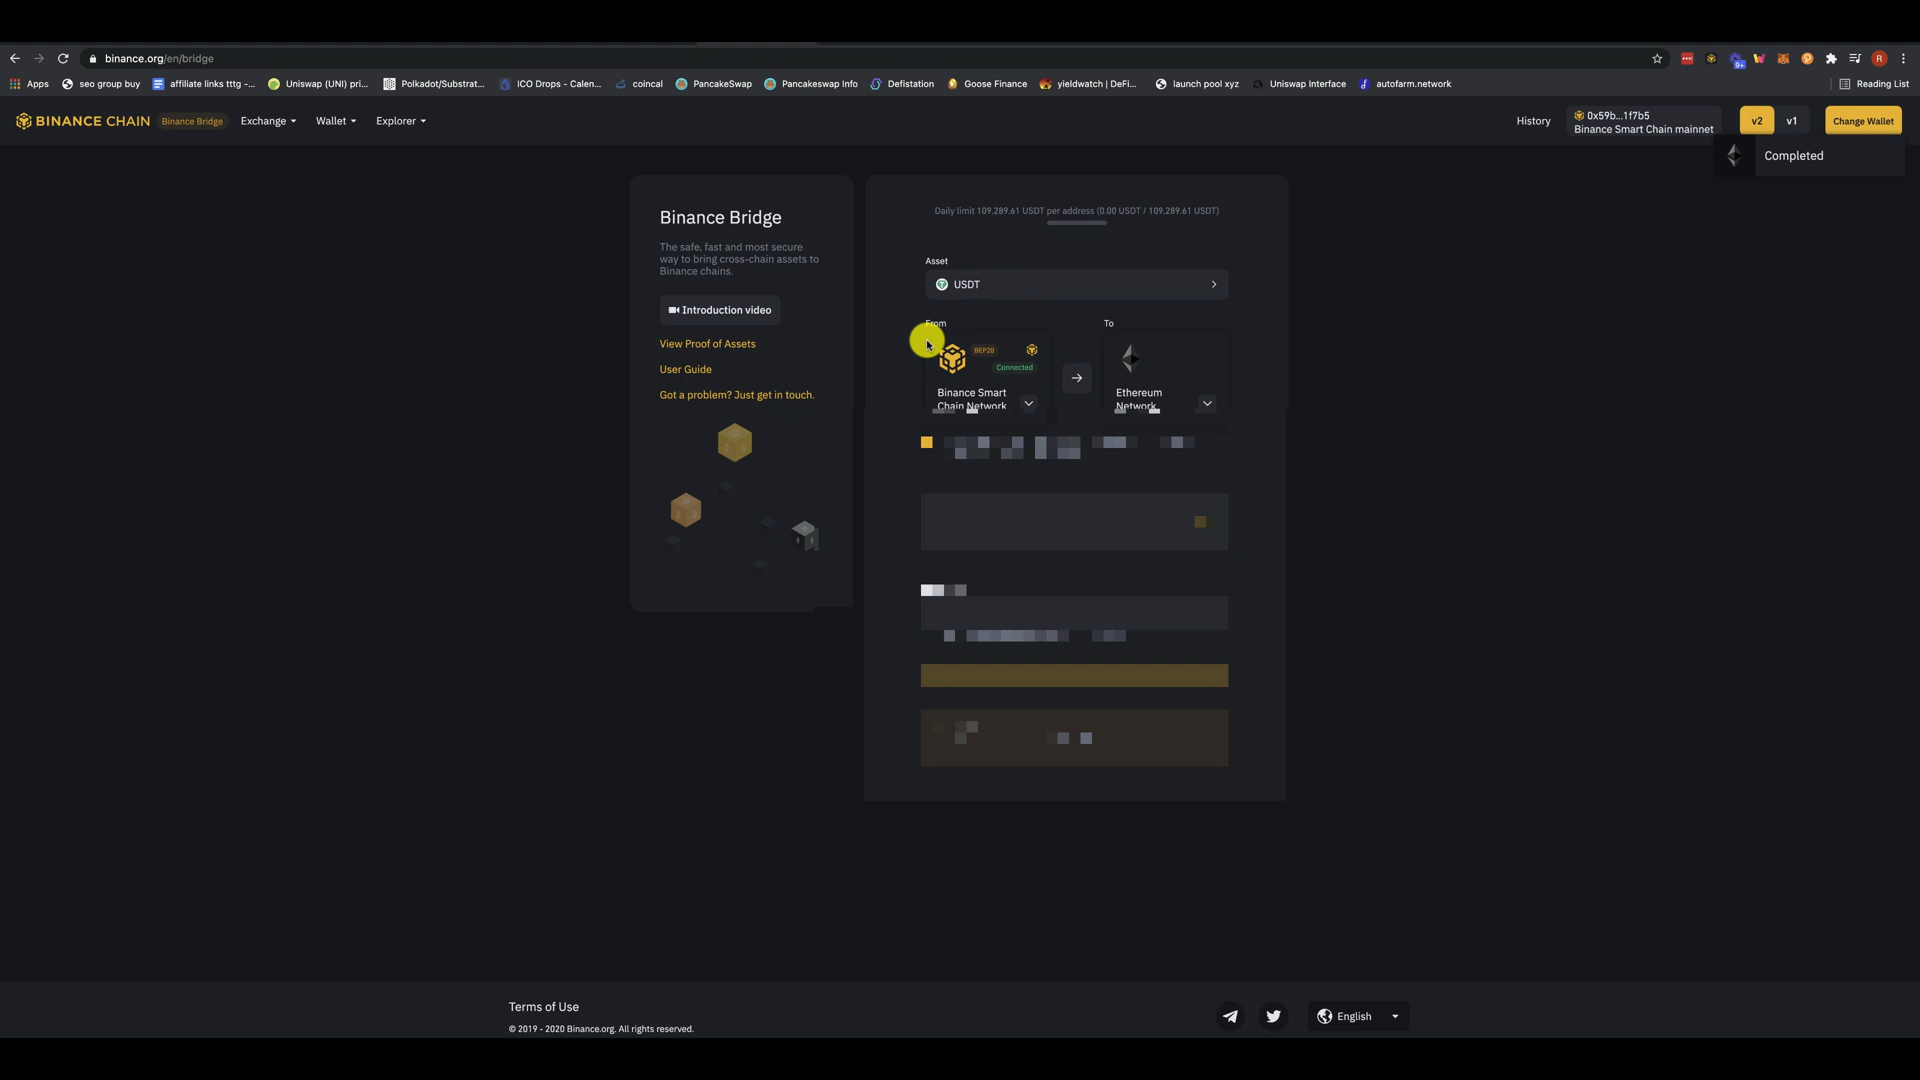 binance.org/en/bridge
Apps
seo group buy
affiliate links tttg -...
Uniswap (UNI) pri...
Polkadot/Substrat...
ICO Drops - Calen...
coincal
PancakeSwap
Pancakeswap Info
Defistation
Goose Finance
yieldwatch | DeFi...
launch pool xyz
Uniswap Interface
autofarm.network
Reading List
BINANCE CHAIN
Binance Bridge
Exchange
Wallet
Explorer
History
0x59b...1f7b5
Binance Smart Chain mainnet
v2
v1
Change Wallet
Completed
Binance Bridge
The safe, fast and most secure
way to bring cross-chain assets to
Binance chains.
Introduction video
View Proof of Assets
User Guide
Got a problem? Just get in touch.
Daily limit 109,289.61 USDT per address (0.00 USDT / 109,289.61 USDT)
Asset
USDT
From
To
BEP20
Connected
Binance Smart
Chain Network
Ethereum
Network
Terms of Use
© 2019 - 2020 Binance.org. All rights reserved.
English